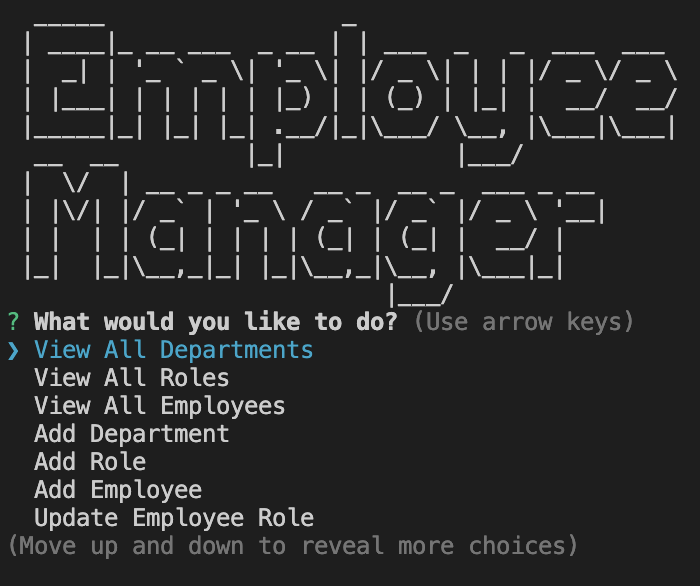 Employee
Manager
? What would you like to do? (Use arrow keys)
❯ View All Departments
View All Roles
View All Employees
Add Department
Add Role
Add Employee
Update Employee Role
(Move up and down to reveal more choices)